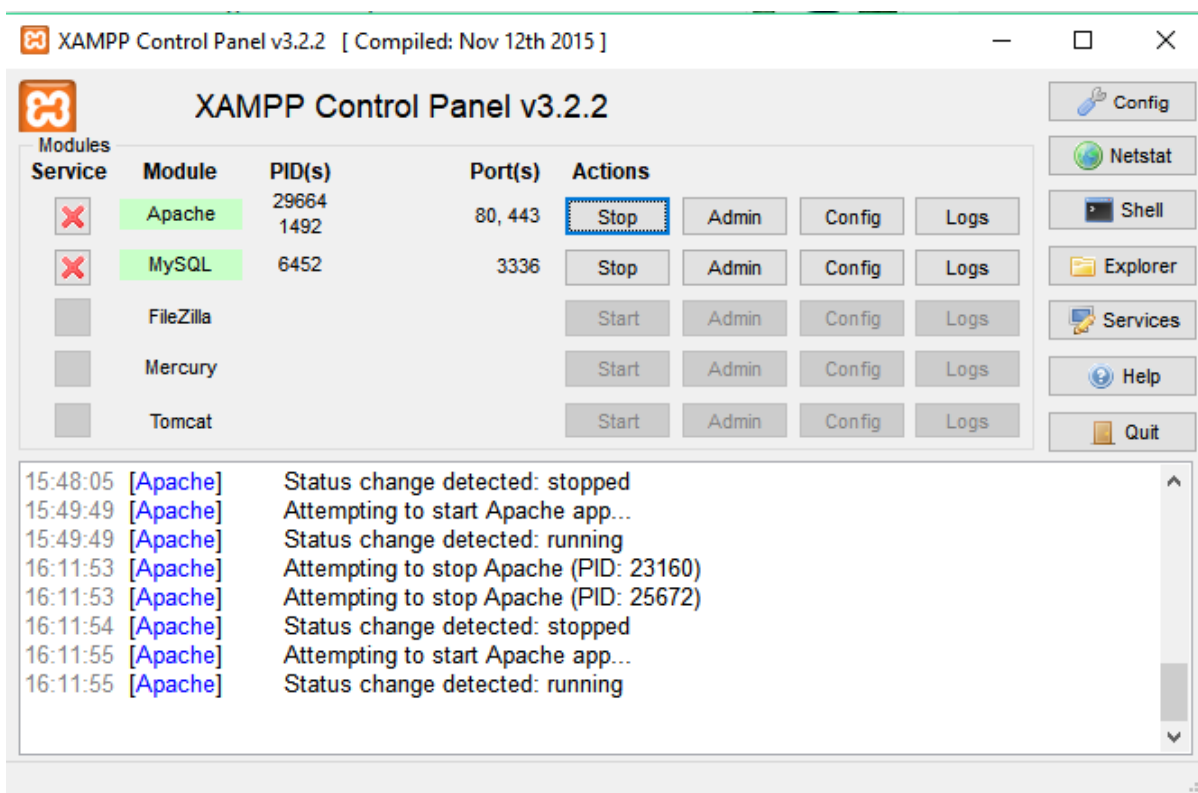 XAMPP Control Panel v3.2.2 [ Compiled: Nov 12th 2015 ]
XAMPP Control Panel v3.2.2
Config
Modules
Service Module PID(s) Port(s) Actions
Netstat
Apache 29664 1492 80, 443 Stop Admin Config Logs
Shell
MySQL 6452 3336 Stop Admin Config Logs
Explorer
FileZilla Start Admin Config Logs
Services
Mercury Start Admin Config Logs
Help
Tomcat Start Admin Config Logs
Quit
15:48:05 [Apache] Status change detected: stopped
15:49:49 [Apache] Attempting to start Apache app...
15:49:49 [Apache] Status change detected: running
16:11:53 [Apache] Attempting to stop Apache (PID: 23160)
16:11:53 [Apache] Attempting to stop Apache (PID: 25672)
16:11:54 [Apache] Status change detected: stopped
16:11:55 [Apache] Attempting to start Apache app...
16:11:55 [Apache] Status change detected: running